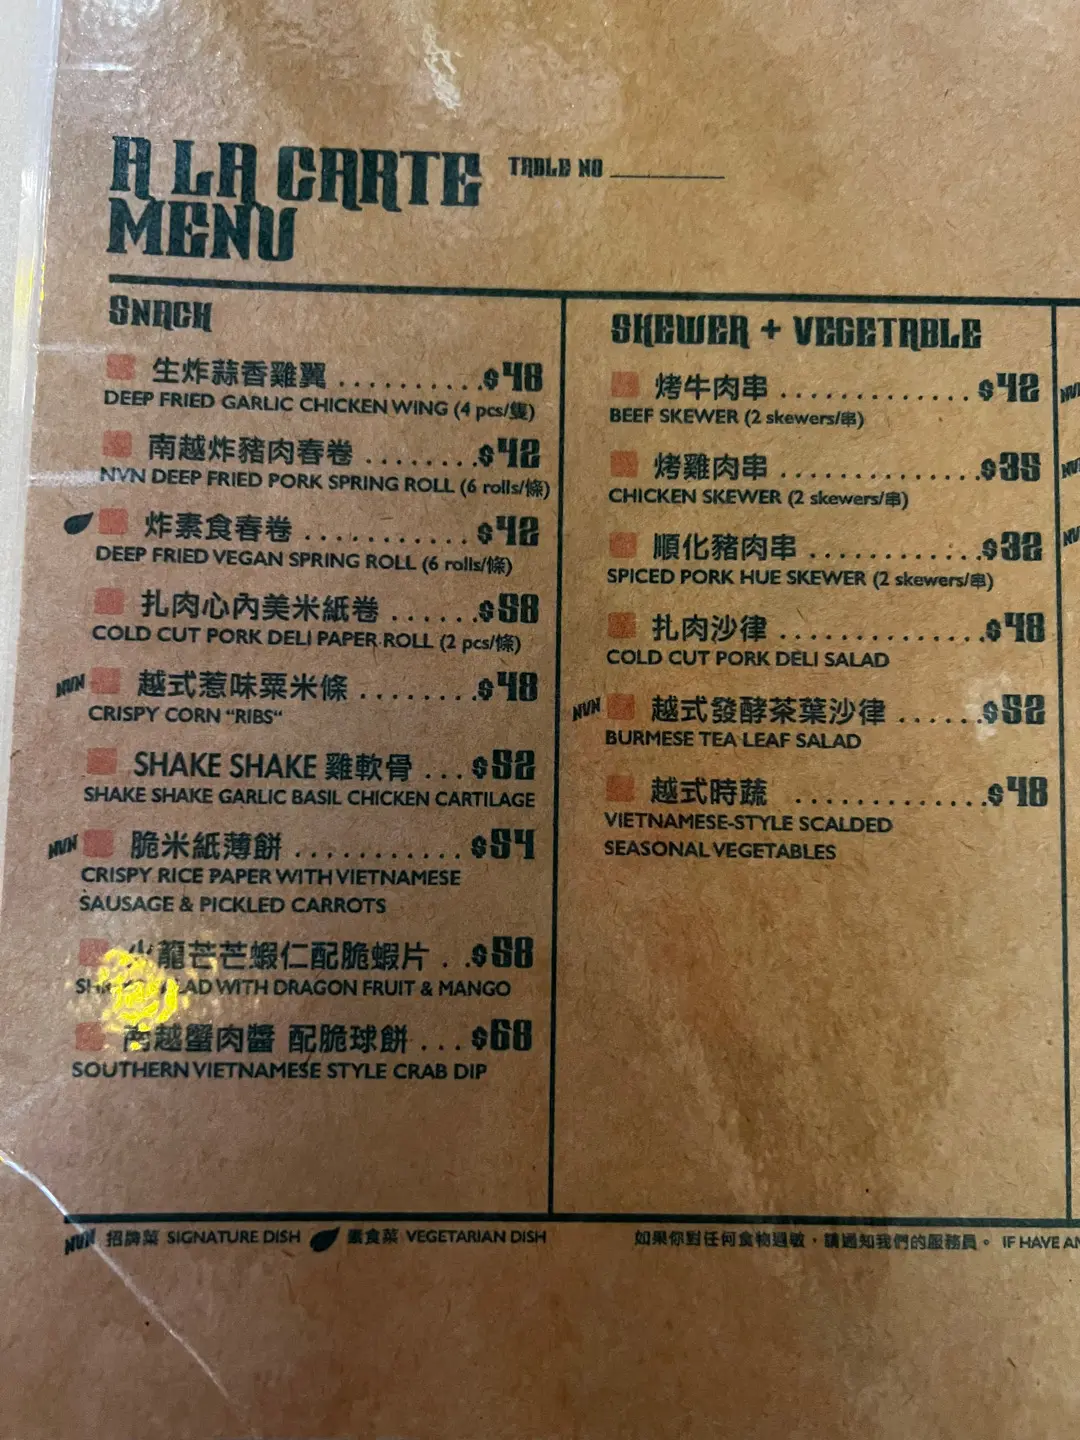 A LA CARTE
MENU
TABLE NO
SNACK
生炸蒜香雞翼 ..........$48
DEEP FRIED GARLIC CHICKEN WING (4 pcs/隻)
南越炸豬肉春卷 ........$42
NVN DEEP FRIED PORK SPRING ROLL (6 rolls/條)
炸素食春卷 ...........$42
DEEP FRIED VEGAN SPRING ROLL (6 rolls/條)
扎肉心內美米紙卷 ......$58
COLD CUT PORK DELI PAPER ROLL (2 pcs/條)
NVN 越式惹味粟米條 ........$48
CRISPY CORN “RIBS“
SHAKE SHAKE 雞軟骨 ...$52
SHAKE SHAKE GARLIC BASIL CHICKEN CARTILAGE
NVN 脆米紙薄餅 ...........$54
CRISPY RICE PAPER WITH VIETNAMESE
SAUSAGE & PICKLED CARROTS
火龍芒芒蝦仁配脆蝦片 ..$58
WITH DRAGON FRUIT & MANGO
南越蟹肉醬 配脆球餅 ...$68
SOUTHERN VIETNAMESE STYLE CRAB DIP
SKEWER + VEGETABLE
烤牛肉串 .............$42
BEEF SKEWER (2 skewers/串)
烤雞肉串 ..............$35
CHICKEN SKEWER (2 skewers/串)
順化豬肉串 ............$32
SPICED PORK HUE SKEWER (2 skewers/串)
扎肉沙律 ..............$48
COLD CUT PORK DELI SALAD
NVN 越式發酵茶葉沙律 ......$52
BURMESE TEA LEAF SALAD
越式時蔬 .............$48
VIETNAMESE-STYLE SCALDED
SEASONAL VEGETABLES
NVN 招牌菜 SIGNATURE DISH 素食菜 VEGETARIAN DISH
如果你對任何食物過敏，請通知我們的服務員。 IF HAVE